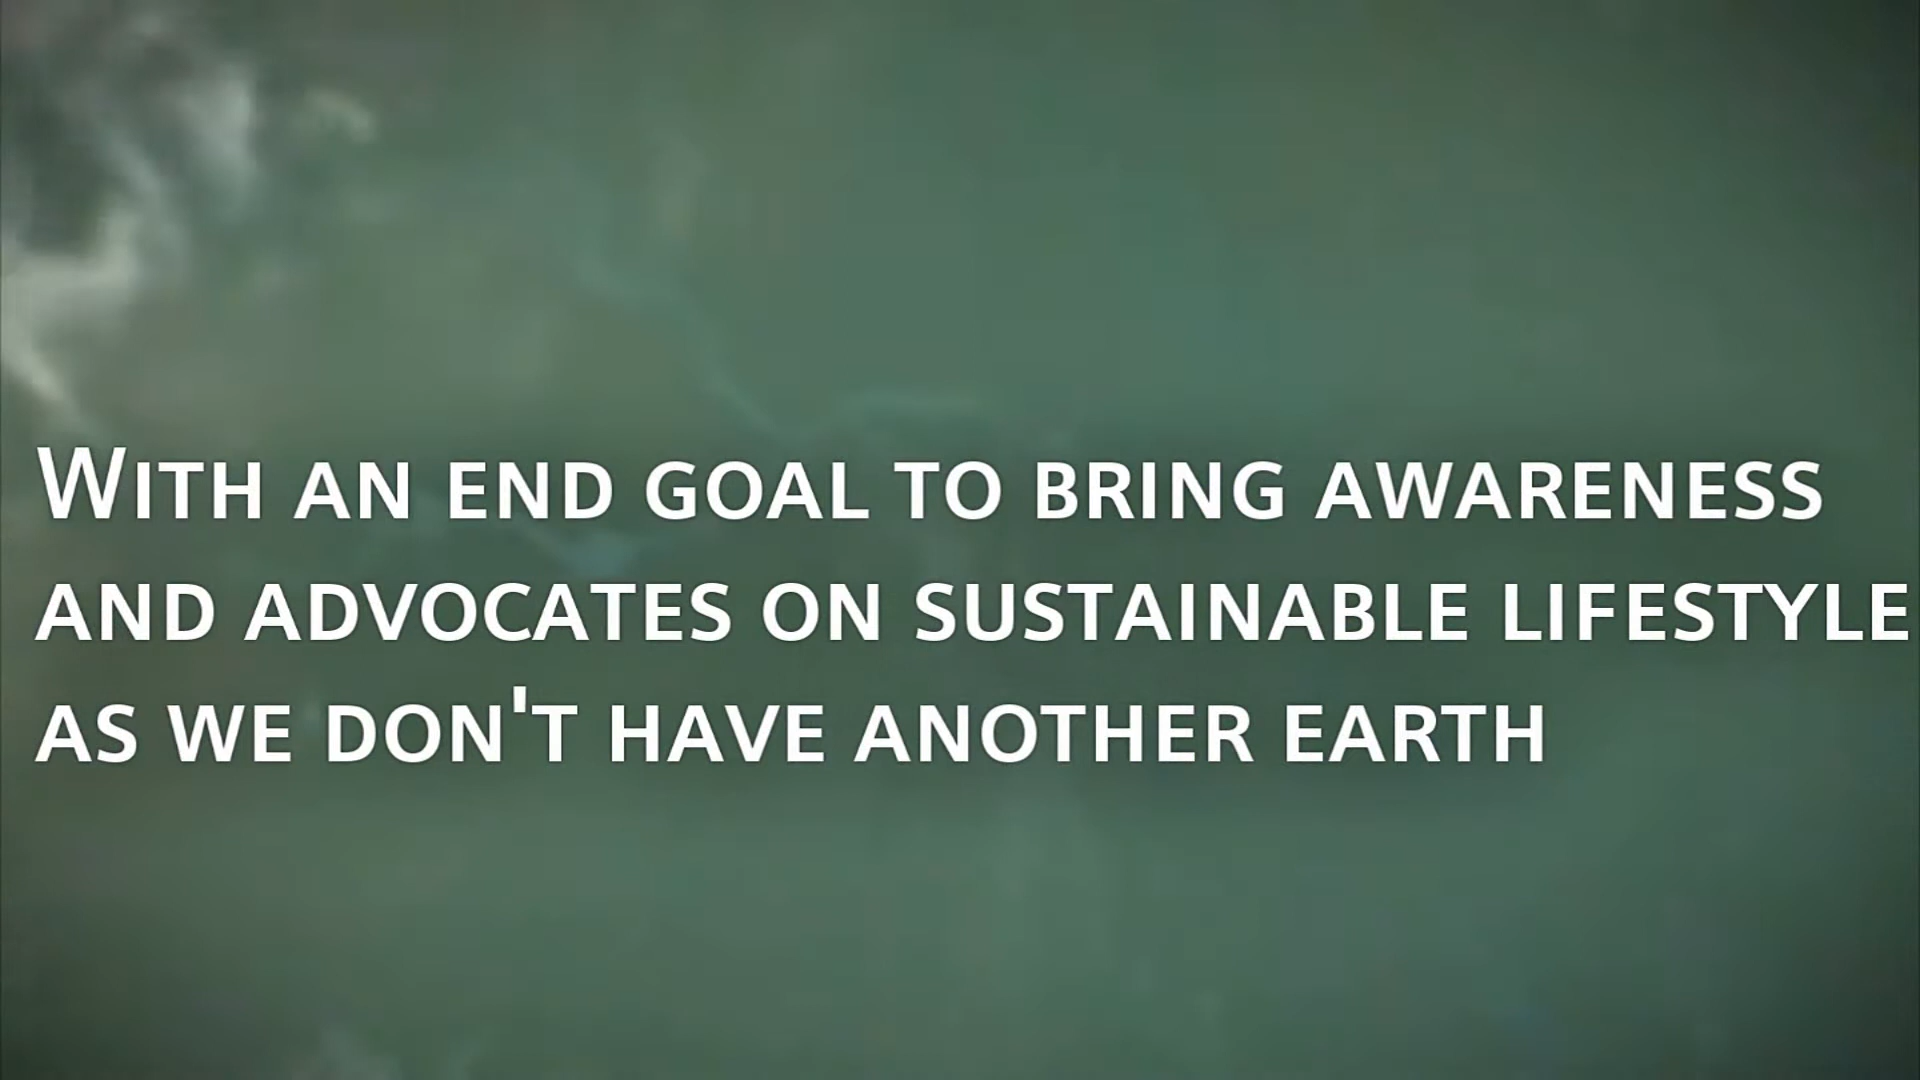 With an end goal to bring awareness
and advocates on sustainable lifestyle
as we don't have another earth